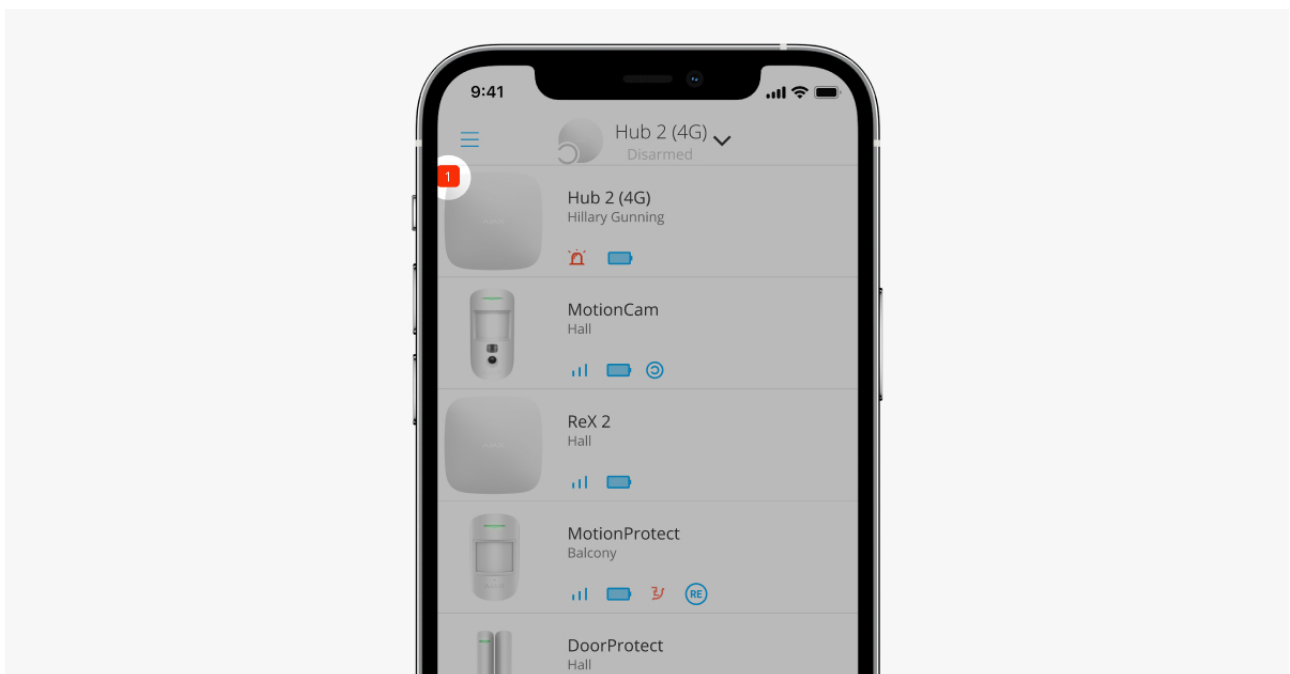 9:41
Hub 2 (4G)
Disarmed
1
Hub 2 (4G)
Hillary Gunning
MotionCam
Hall
ReX 2
Hall
MotionProtect
Balcony
RE
DoorProtect
Hall